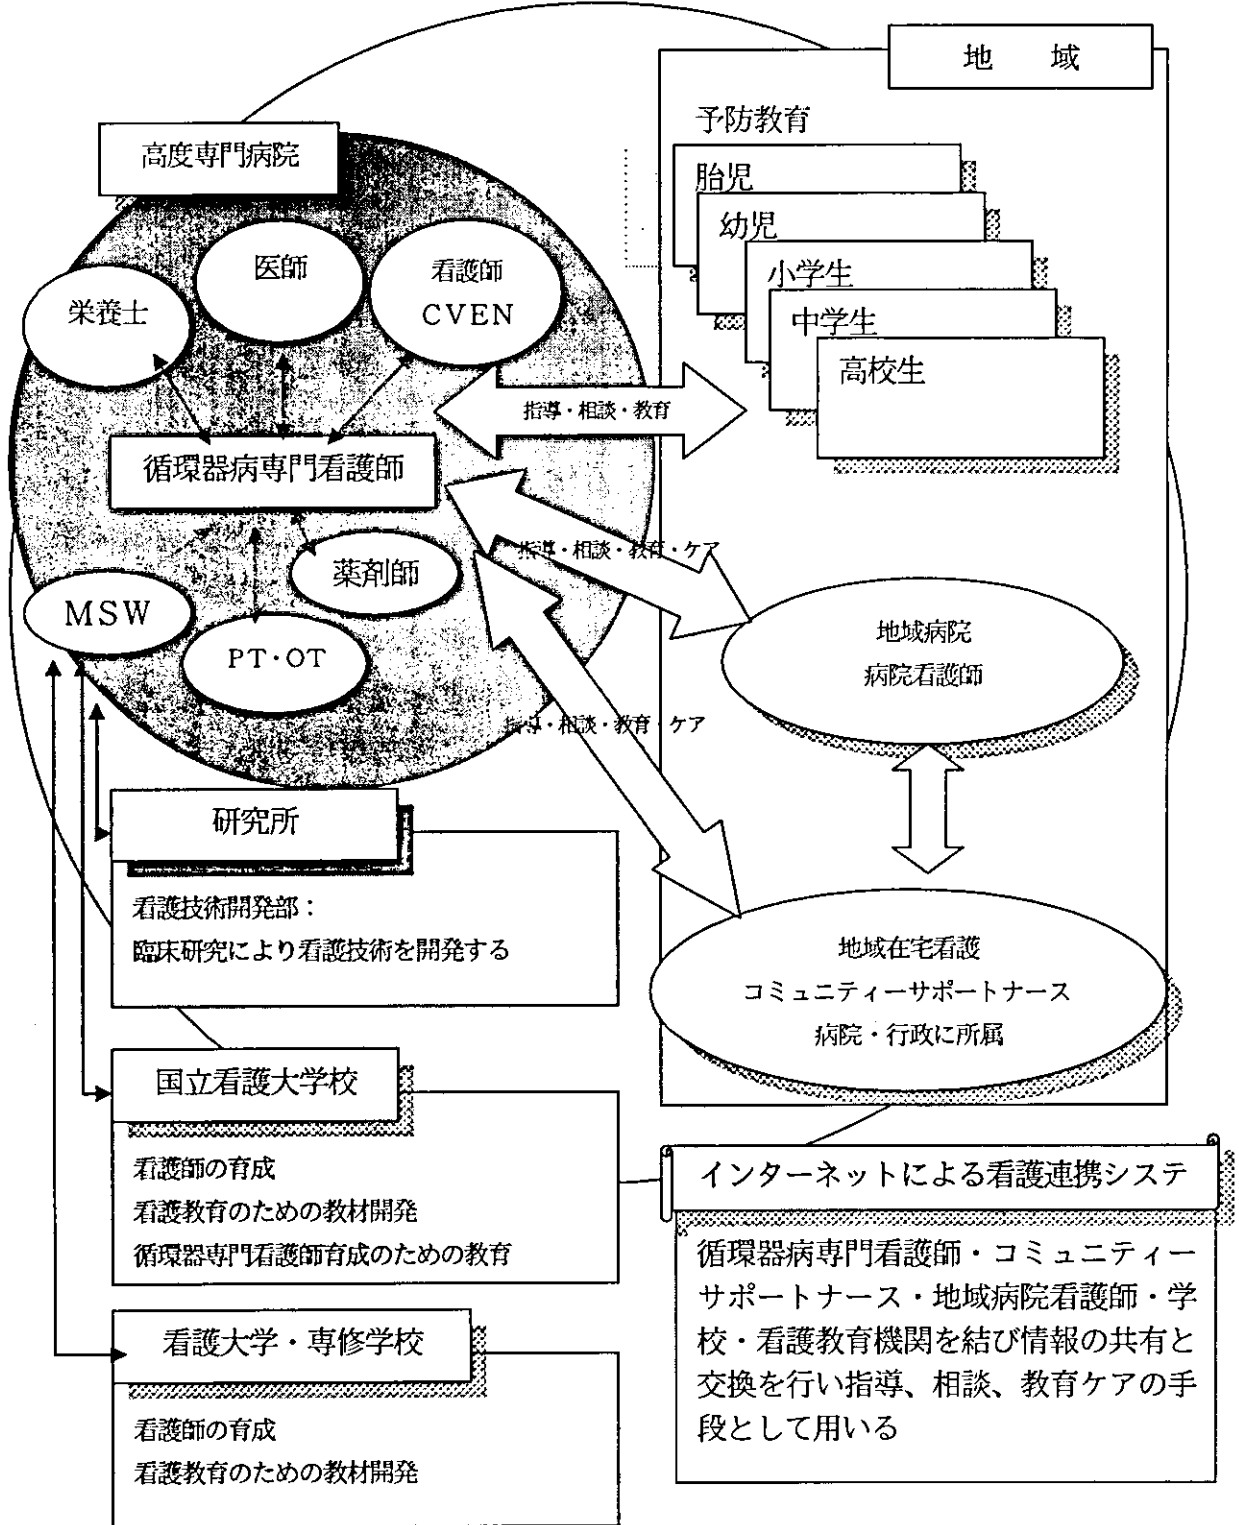 地　域
予防教育
胎児
幼児
小学生
中学生
高校生
高度専門病院
医師
看護師
CVEN
栄養士
指導・相談・教育
循環器病専門看護師
指導・相談・教育・ケア
薬剤師
MSW
PT・OT
地域病院
病院看護師
指導・相談・教育・ケア
研究所
看護技術開発部：
臨床研究により看護技術を開発する
地域在宅看護
コミュニティーサポートナース
病院・行政に所属
国立看護大学校
看護師の育成
看護教育のための教材開発
循環器専門看護師育成のための教育
インターネットによる看護連携システ
循環器病専門看護師・コミュニティー
サポートナース・地域病院看護師・学
校・看護教育機関を結び情報の共有と
交換を行い指導、相談、教育ケアの手
段として用いる
看護大学・専修学校
看護師の育成
看護教育のための教材開発